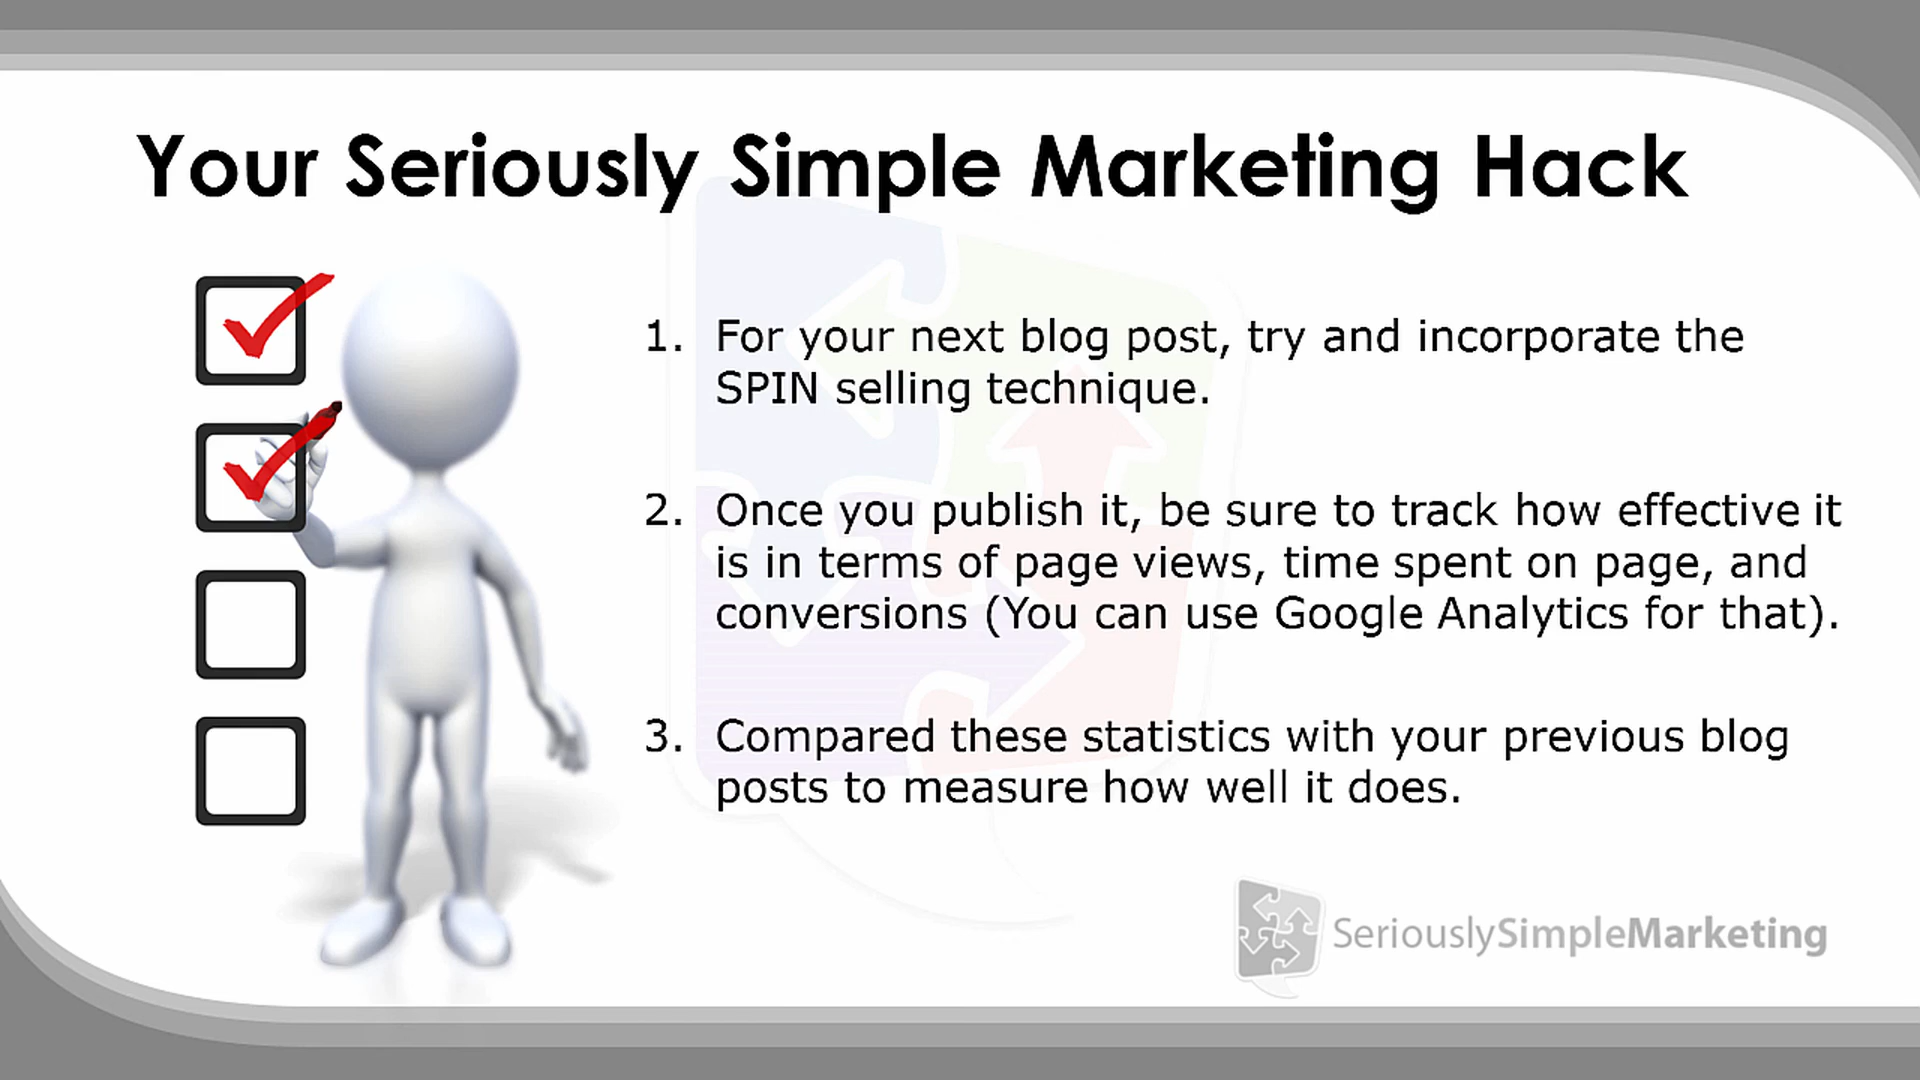 Your Seriously Simple Marketing Hack
1. For your next blog post, try and incorporate the
SPIN selling technique.
2. Once you publish it, be sure to track how effective it
is in terms of page views, time spent on page, and
conversions (You can use Google Analytics for that).
3. Compared these statistics with your previous blog
posts to measure how well it does.
SeriouslySimpleMarketing